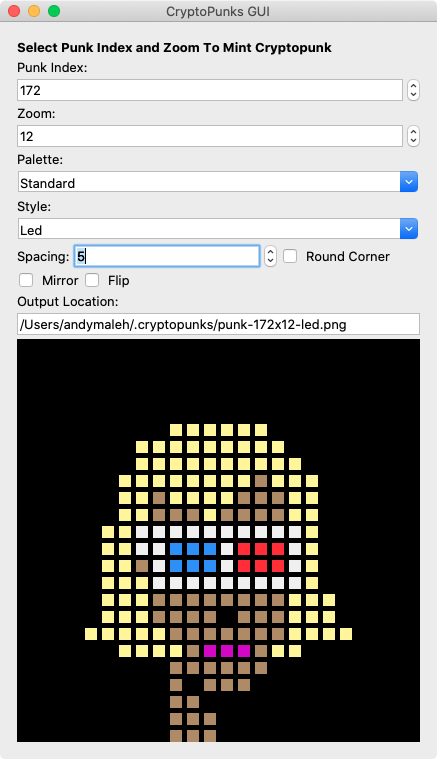 CryptoPunks GUI
Select Punk Index and Zoom To Mint Cryptopunk
Punk Index:
172
Zoom:
12
Palette:
Standard
Style:
Led
Spacing: 5 Round Corner
Mirror Flip
Output Location:
/Users/andymaleh/.cryptopunks/punk-172x12-led.png